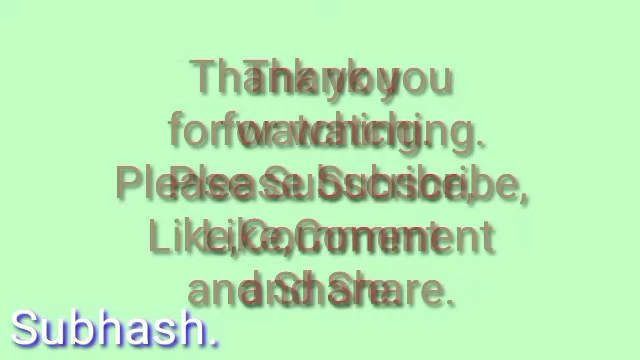 Thank you
for watching.
Please Subscribe,
Like, Comment
and Share.
Subhash.